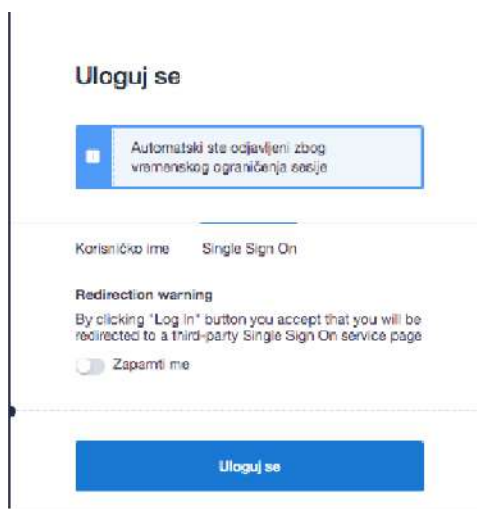 Uloguj se
Automatski ste odjavljeni zbog
vremenskog ograničenja sesije
Korisničko ime
Single Sign On
Redirection warning
By clicking "Log In" button you accept that you will be
redirected to a third-party Single Sign On service page
Zapamti me
Uloguj se